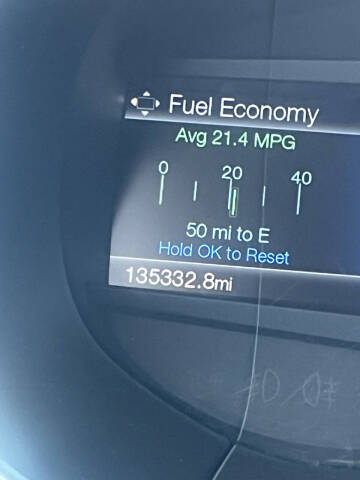 Fuel Economy
Avg 21.4 MPG
0 20 40
50 mi to E
Hold OK to Reset
135332.8mi